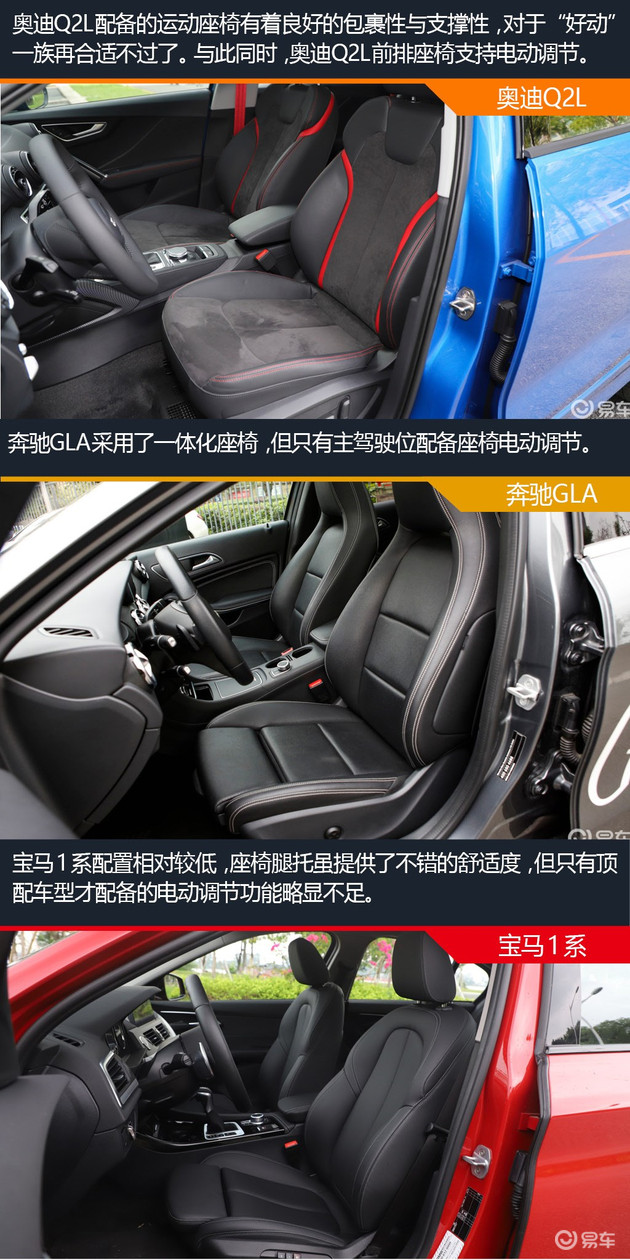 奥迪Q2L配备的运动座椅有着良好的包裹性与支撑性,对于“好动”
一族再合适不过了。与此同时,奥迪Q2L前排座椅支持电动调节。
奥迪Q2L
易车
奔驰GLA采用了一体化座椅,但只有主驾驶位配备座椅电动调节。
奔驰GLA
易车
宝马1系配置相对较低,座椅腿托虽提供了不错的舒适度,但只有顶
配车型才配备的电动调节功能略显不足。
宝马1系
易车